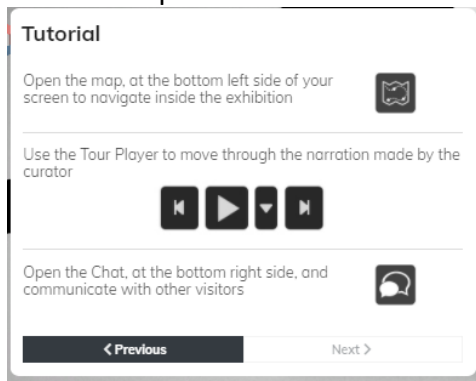 Tutorial
Open the map, at the bottom left side of your
screen to navigate inside the exhibition
Use the Tour Player to move through the narration made by the
curator
Open the Chat, at the bottom right side, and
communicate with other visitors
Previous
Next